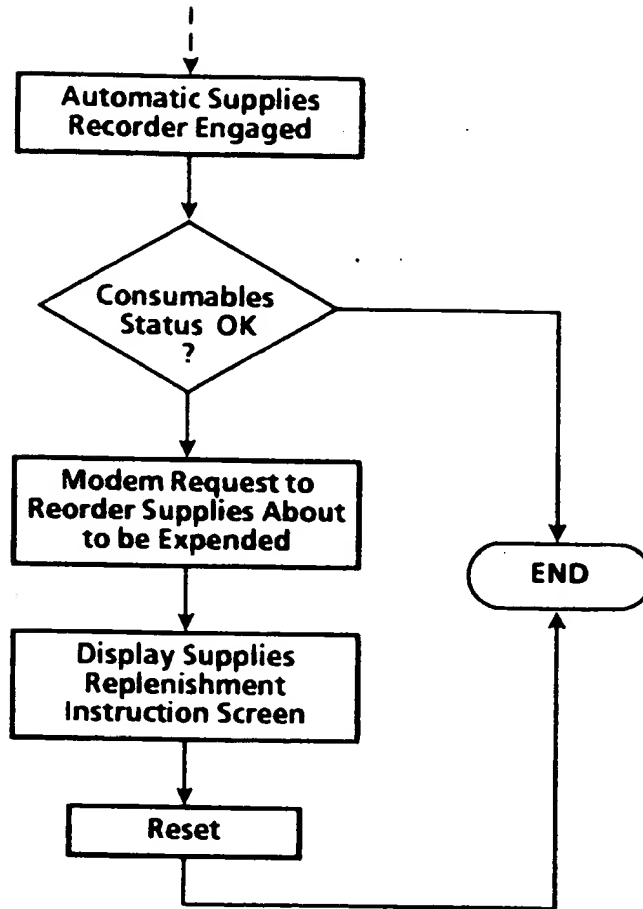 Automatic Supplies
Recorder Engaged
Consumables
Status OK
?
Modem Request to
Reorder Supplies About
to be Expended
END
Display Supplies
Replenishment
Instruction Screen
Reset